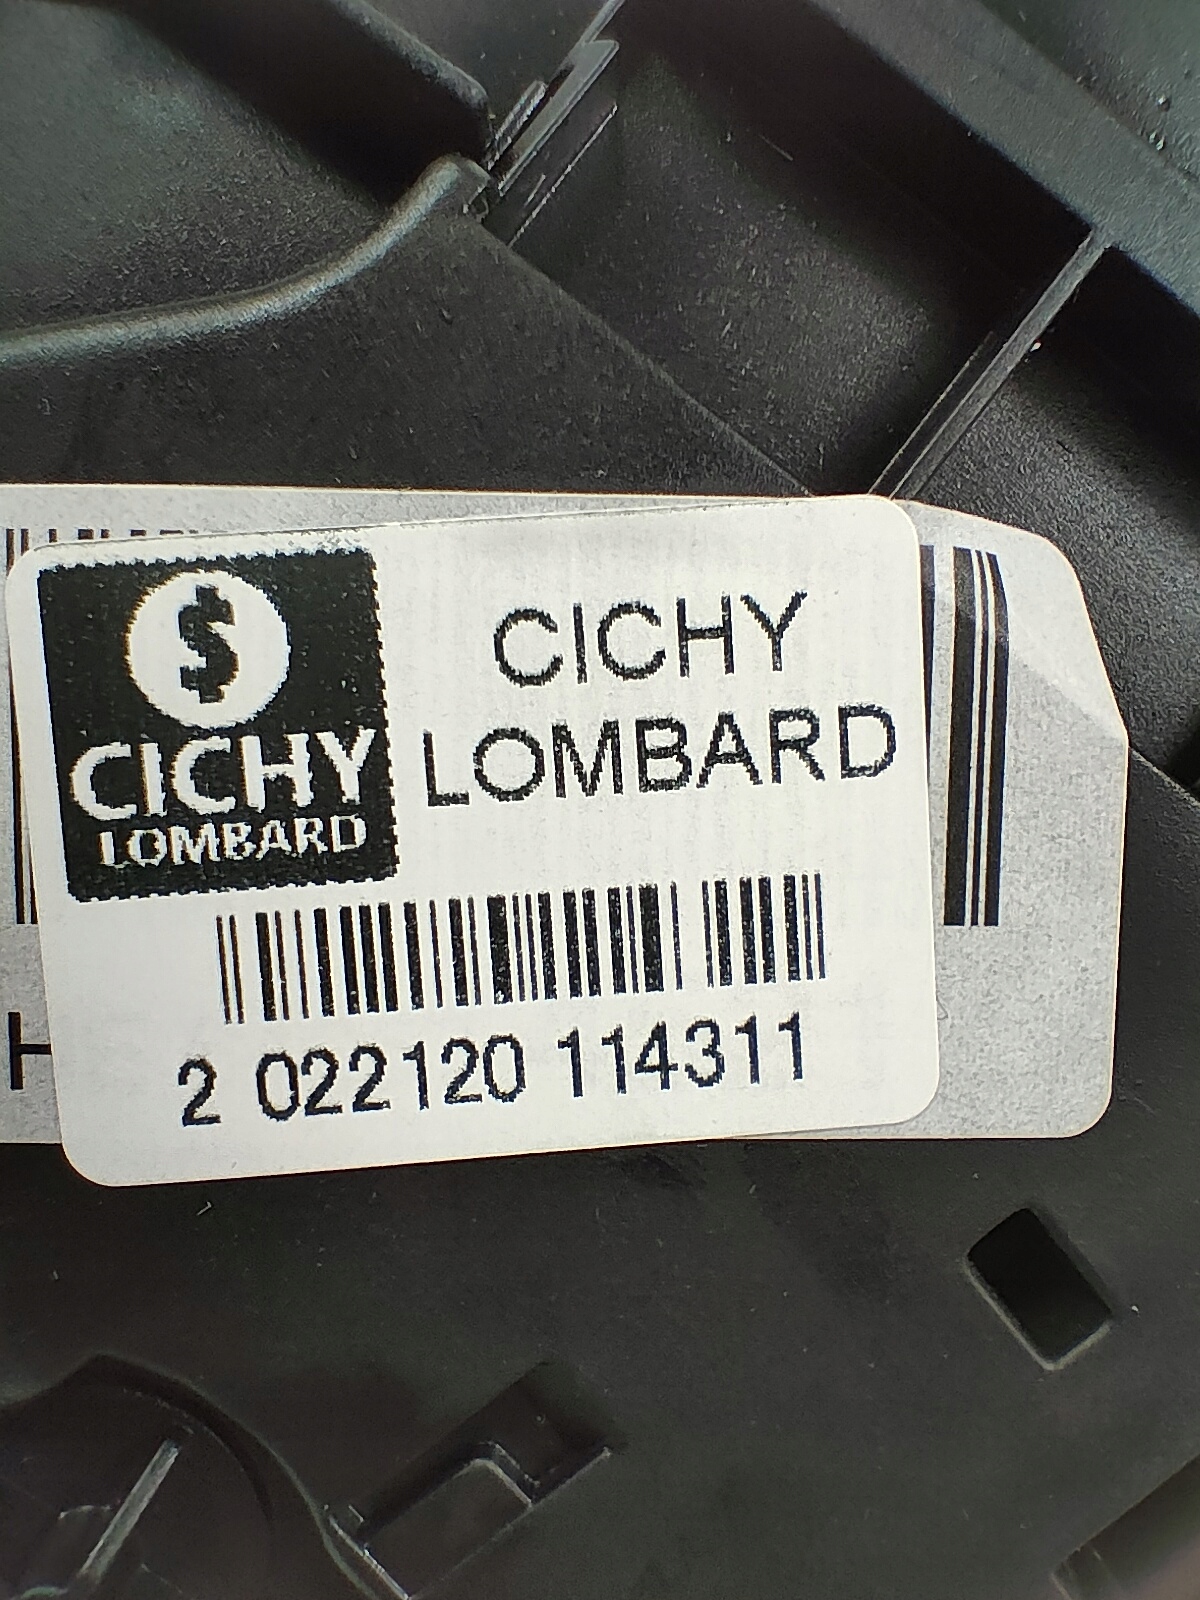 $
CICHY
LOMBARD
CICHY
LOMBARD
2 022120 114311
H